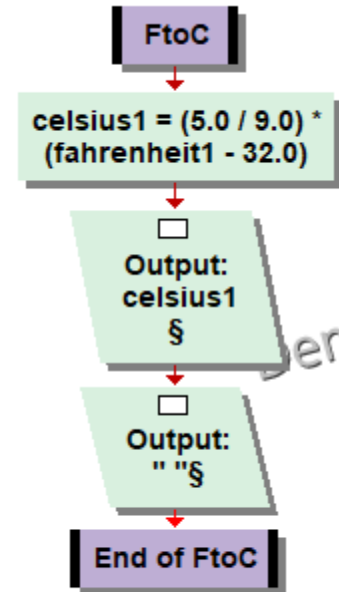 FtoC
celsius1 = (5.0 / 9.0) *
(fahrenheit1 - 32.0)
Output:
celsius1
§
Output:
" "§
End of FtoC